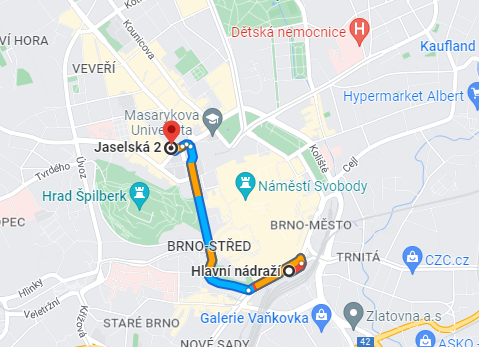 Dětská nemocnice
VÍ HORA
Kounicova
Kaufland
VEVEŘÍ
Hypermarket Albert
Masarykova
Univerzita
Jaselská 2
Koliště
Cejl
Tvrdého
Úvoz
Náměstí Svobody
Hrad Špilberk
OPEC
BRNO-MĚSTO
BRNO-STŘED
TRNITÁ
CZC.cz
Hlavní nádraží
Hlinky
Veletržní
Křížová
STARÉ BRNO
Galerie Vaňkovka
Zlatovna a.s
NOVÉ SADY
42
ASKO -